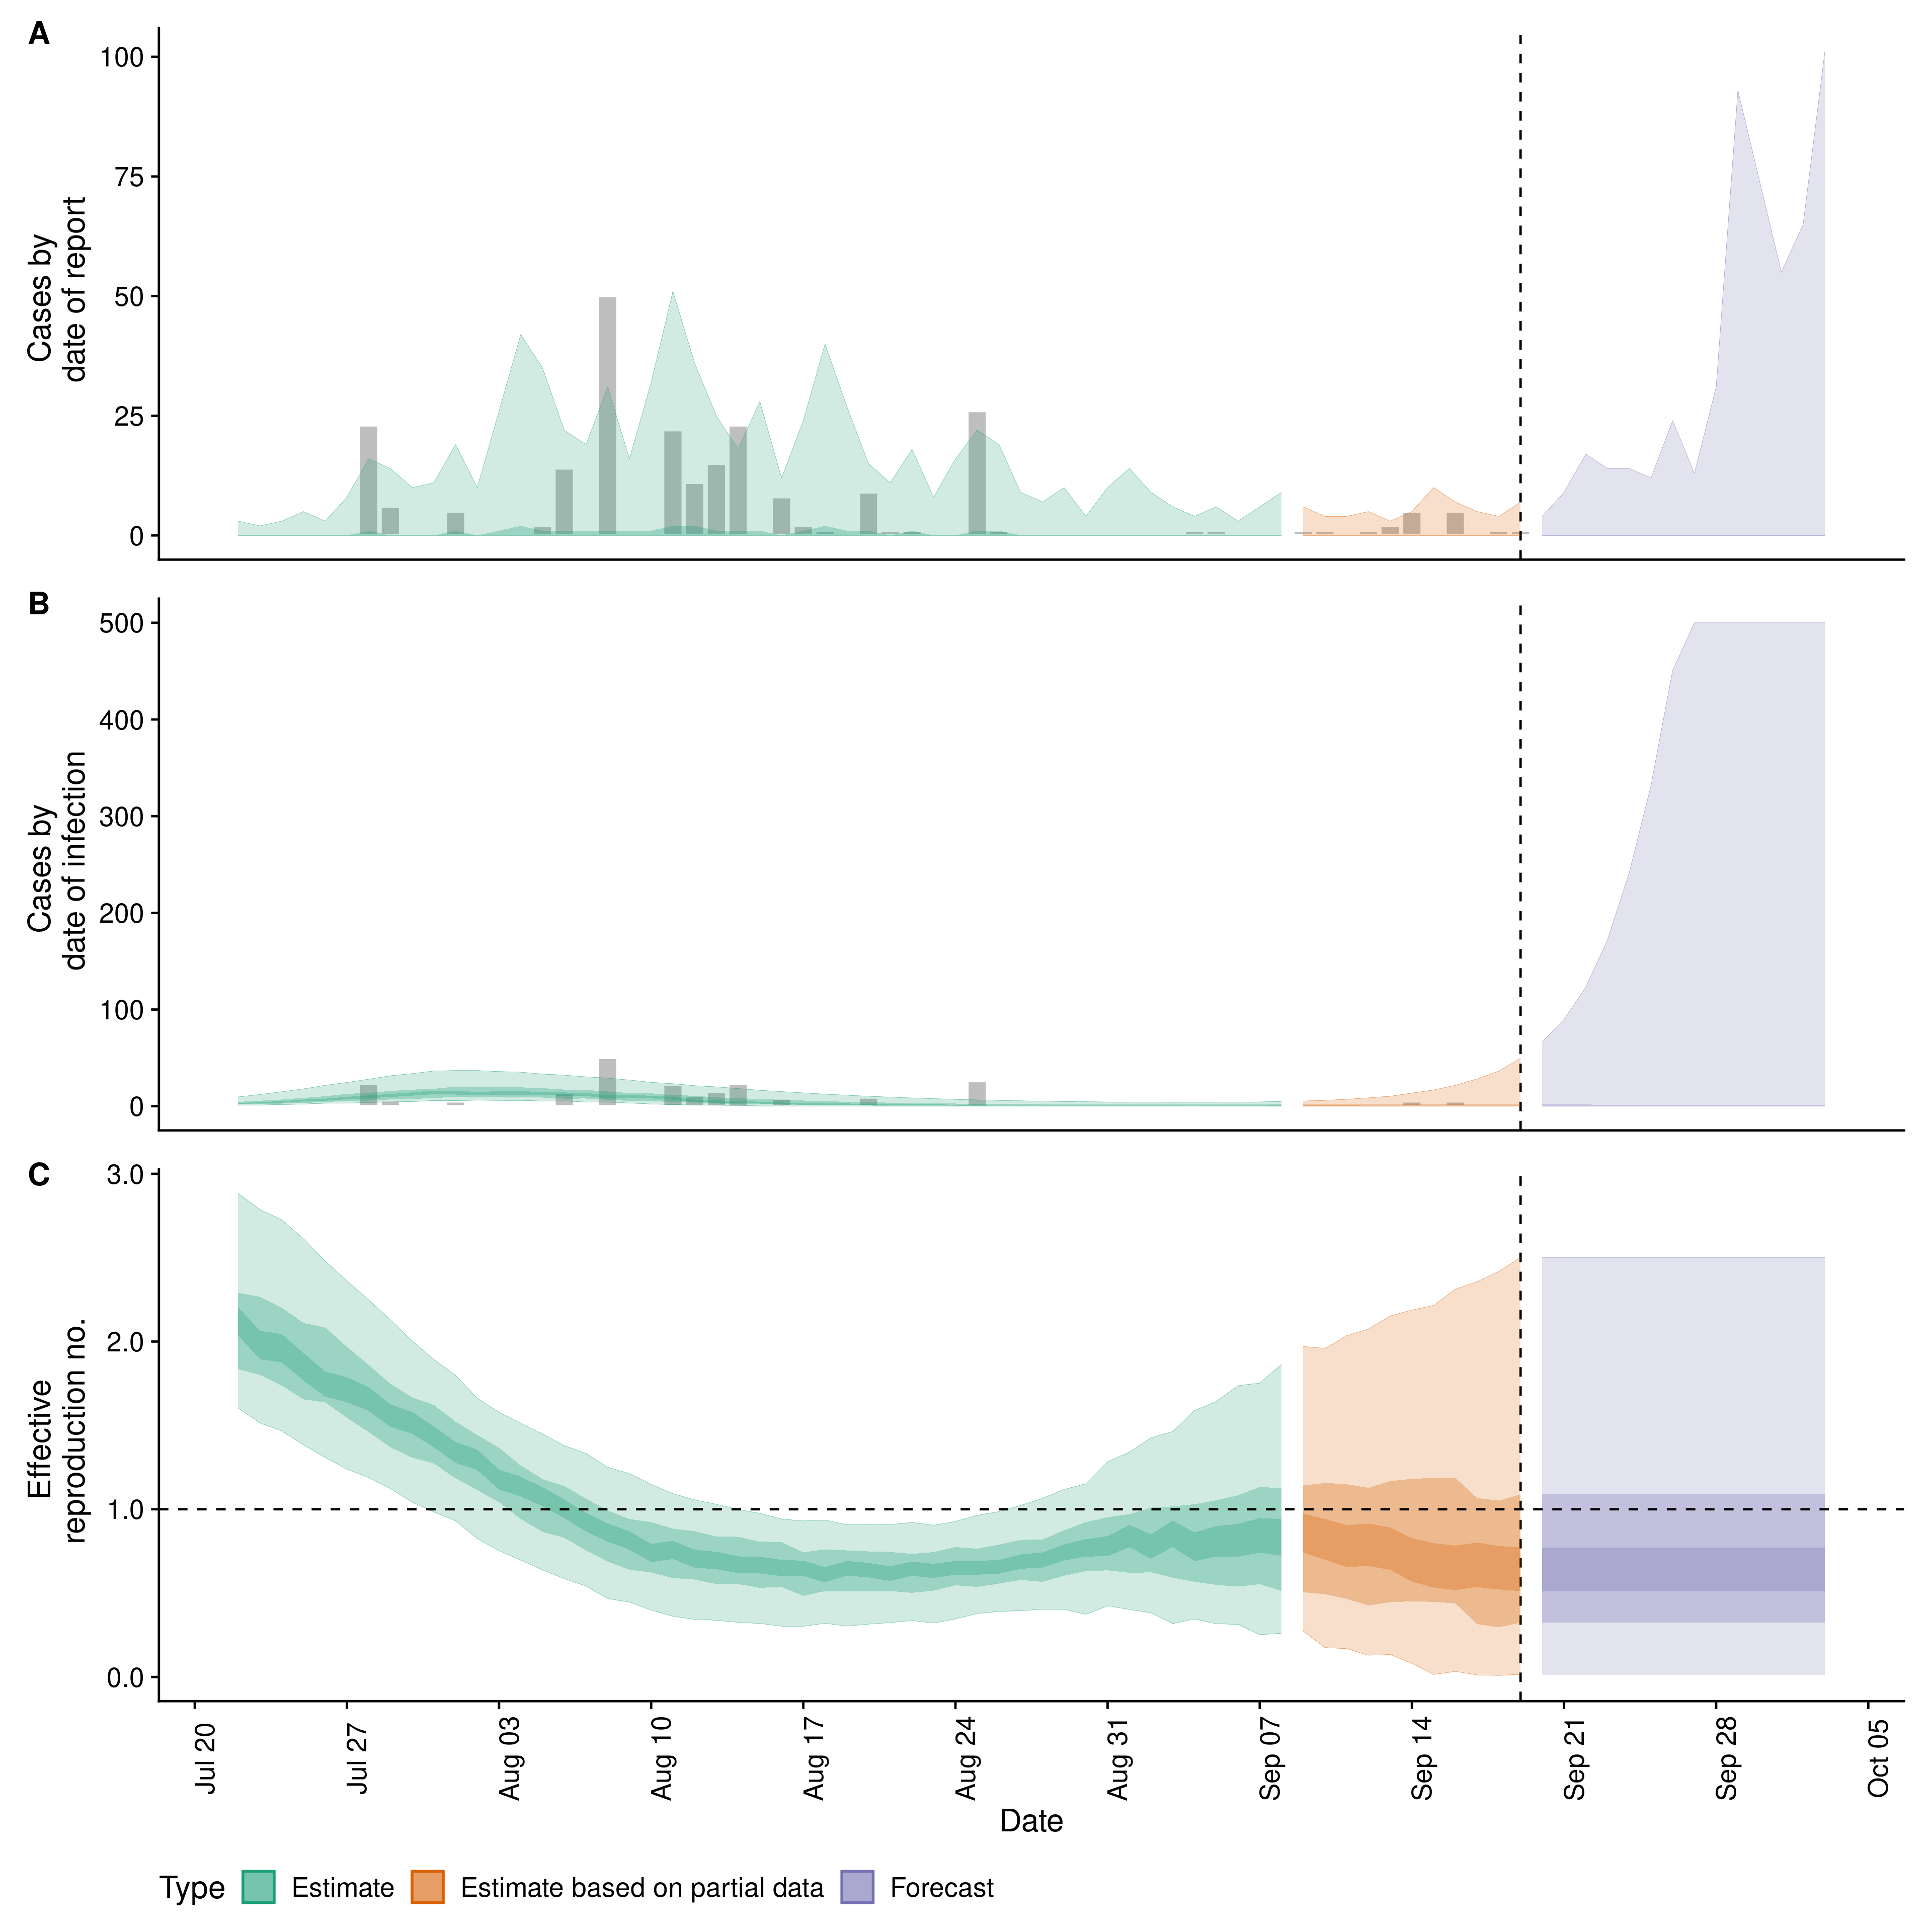 A
100
75
50
25
0
Cases by
date of report
B
500
400
300
200
100
0
Cases by
date of infection
C
3.0
2.0
1.0
0.0
Effective
reproduction no.
Jul 20
Jul 27
Aug 03
Aug 10
Aug 17
Aug 24
Aug 31
Sep 07
Sep 14
Sep 21
Sep 28
Oct 05
Date
Type Estimate Estimate based on partial data Forecast